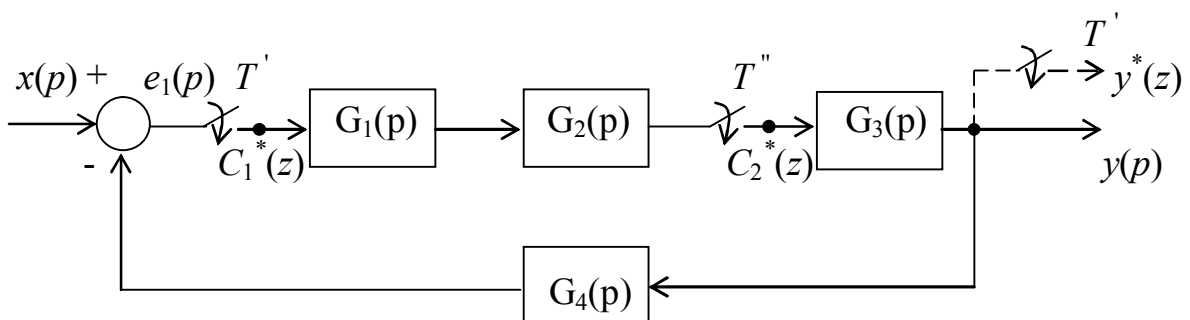 x(p) +
e₁(p)
T'
C₁*(z)
G₁(p)
G₂(p)
T"
C₂*(z)
G₃(p)
T'
y*(z)
y(p)
-
G₄(p)